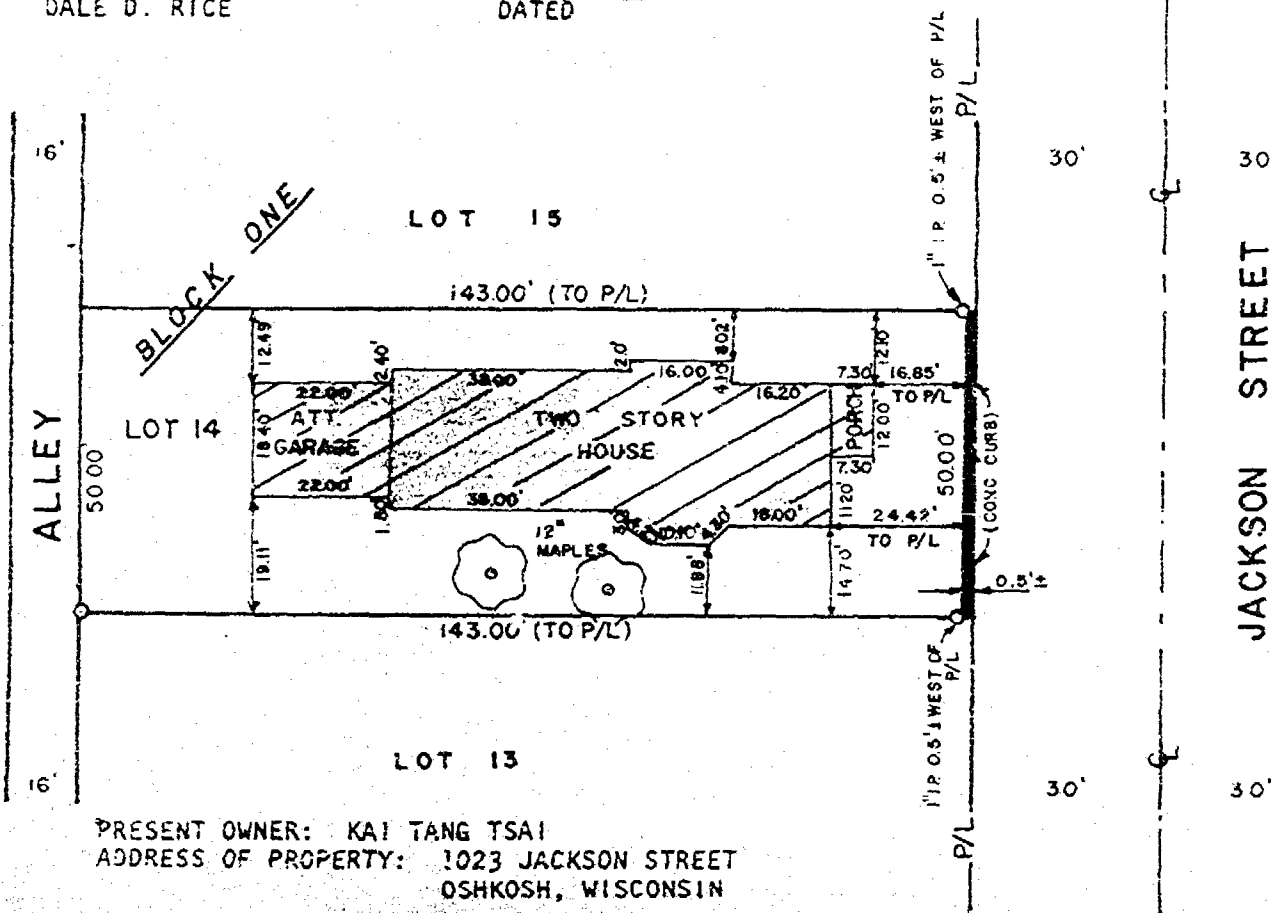 DALE D. RICE
DATED
1" I.P. 0.5'± WEST OF P/L
P/L
16'
30'
30
BLOCK ONE
LOT 15
143.00' (TO P/L)
12.49'
2.40'
2.0'
8.02'
4.10'
12.10'
22.00'
38.00'
16.00
16.20
7.30'
16.85'
TO P/L
ALLEY
50.00'
LOT 14
18.40'
ATT.
GARAGE
TWO STORY
HOUSE
PORCH
12.00'
7.30'
50.00'
(CONC CURB)
JACKSON STREET
22.00'
38.00'
1.80'
10.10'
4.80'
18.00'
11.20'
24.42'
TO P/L
12"
MAPLES
19.11'
11.88'
14.70'
0.5'±
143.00' (TO P/L)
1" I.P. 0.5'± WEST OF
P/L
LOT 13
16'
30'
30'
P/L
PRESENT OWNER: KAI TANG TSAI
ADDRESS OF PROPERTY: 1023 JACKSON STREET
OSHKOSH, WISCONSIN